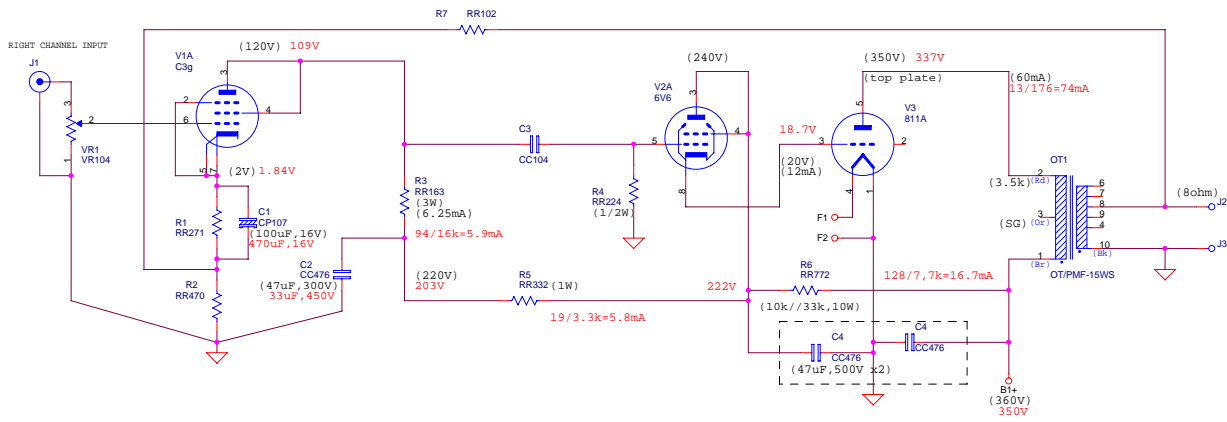 R7 RR102
RIGHT CHANNEL INPUT
J1
V1A
C3g
(120V) 109V
3
2
6
4
5
7
3
2
1
VR1
VR104
(2V) 1.84V
R1
RR271
C1
CP107
(100uF,16V)
470uF,16V
R2
RR470
C2
CC476
(47uF,300V)
33uF,450V
R3
RR163
(3W)
(6.25mA)
94/16k=5.9mA
(220V)
203V
C3
CC104
R4
RR224
(1/2W)
R5
RR332 (1W)
19/3.3k=5.8mA
(240V)
V2A
6V6
3
5
4
8
18.7V
(20V)
(12mA)
(350V) 337V
(top plate)
5
V3
811A
3
2
4
1
F1
F2
(60mA)
13/176=74mA
222V
R6
RR772
128/7,7k=16.7mA
(10k//33k,10W)
C4
CC476
C4
CC476
(47uF,500V x2)
B1+
(360V)
350V
OT1
2
(3.5k) (Rd)
(SG) 3
(Or)
1
(Br)
6
7
8
9
4
10
(Bk)
OT/PMF-15WS
(8ohm)
J2
J3